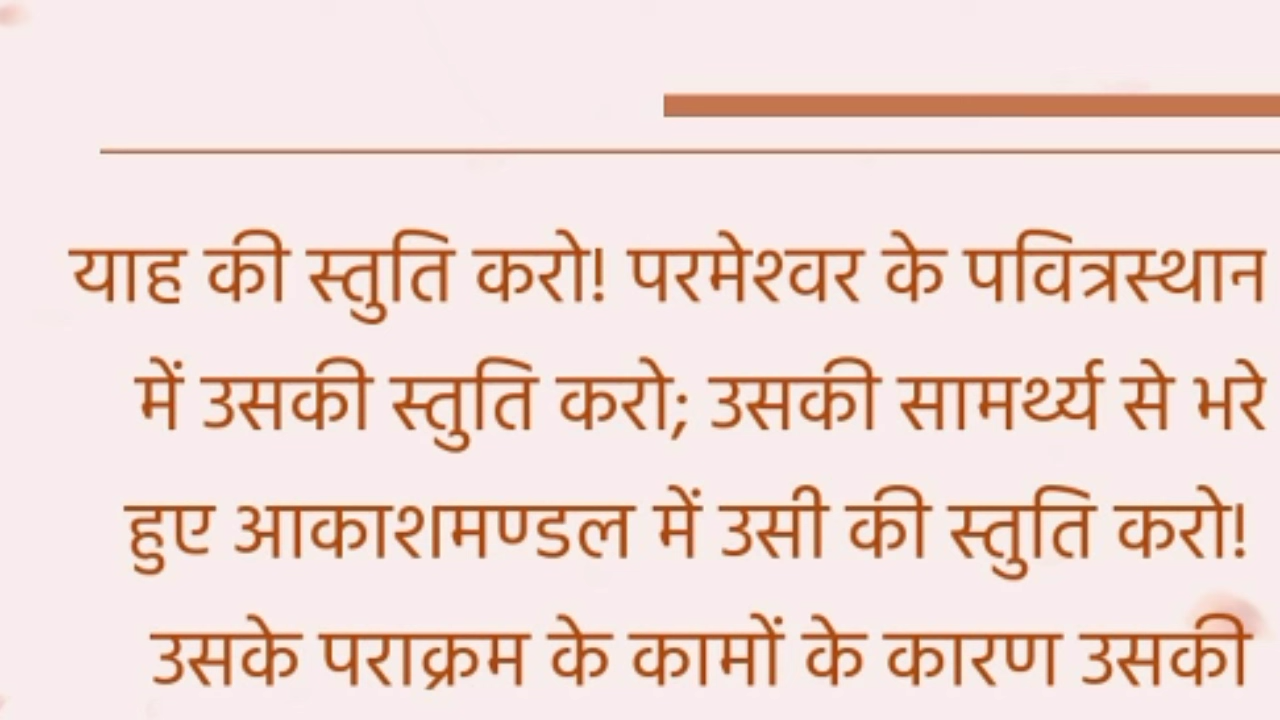 याह की स्तुति करो! परमेश्वर के पवित्रस्थान
में उसकी स्तुति करो; उसकी सामर्थ्य से भरे
हुए आकाशमण्डल में उसी की स्तुति करो!
उसके पराक्रम के कामों के कारण उसकी